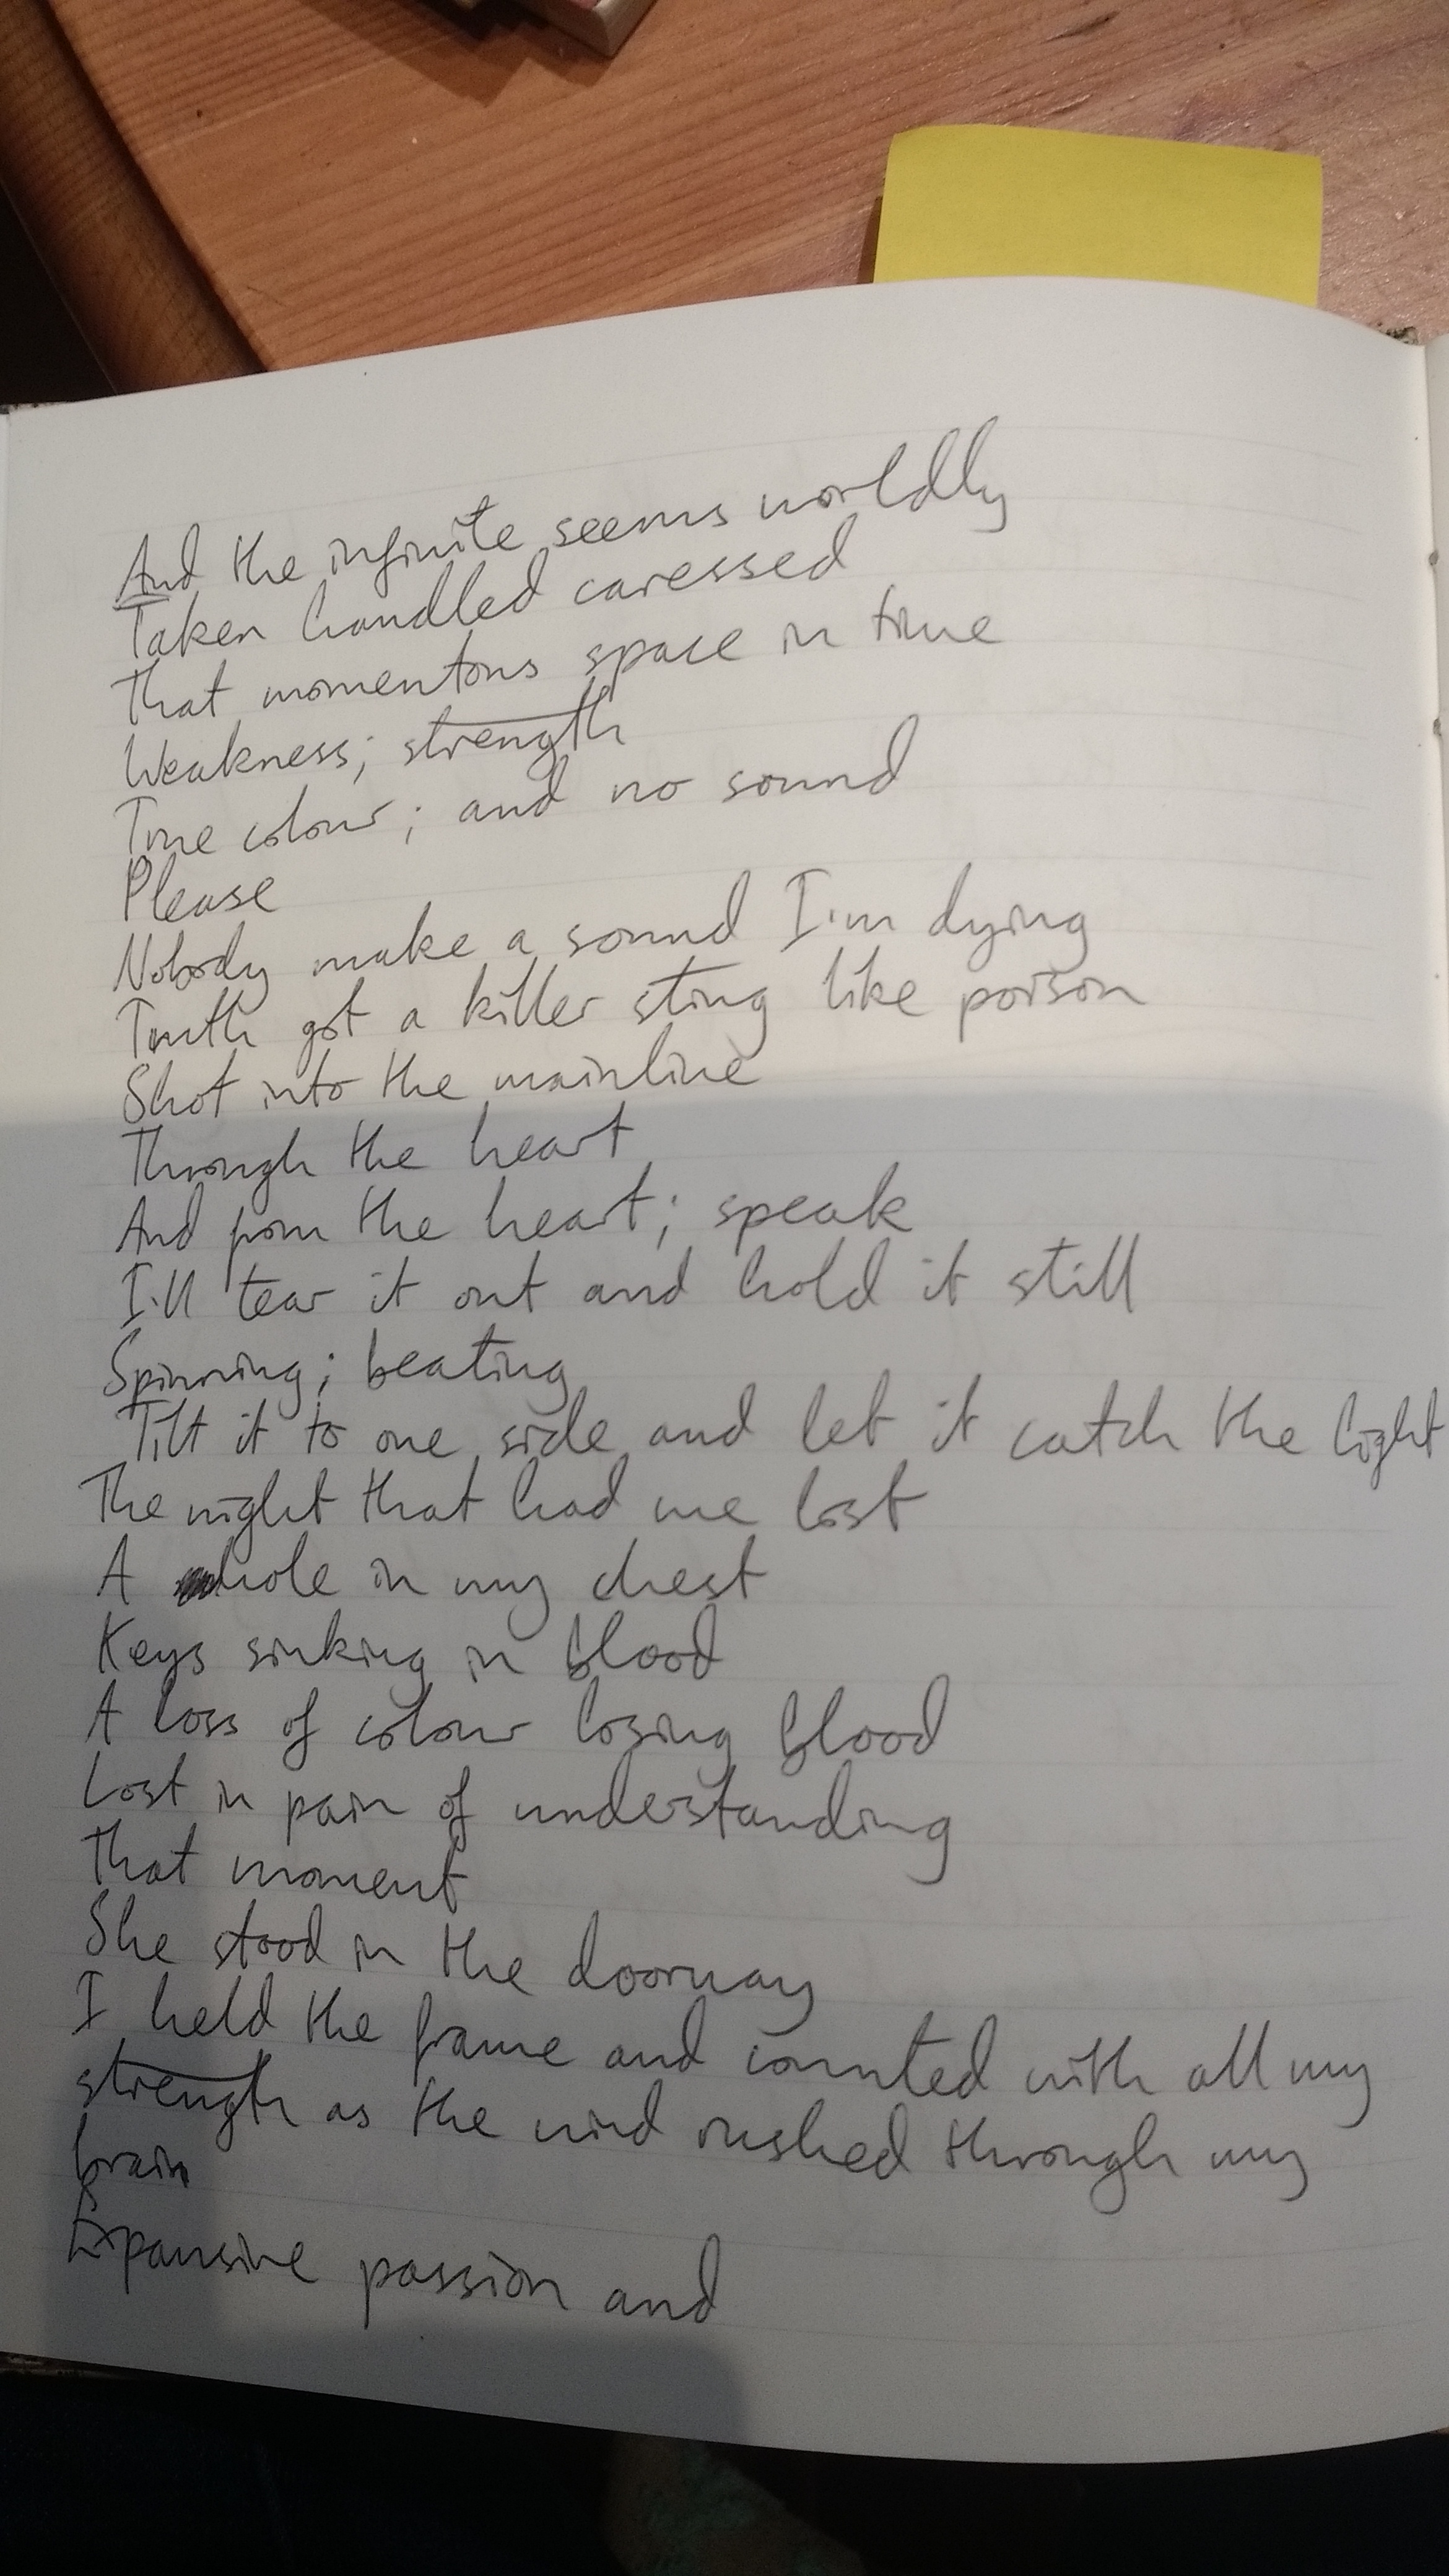 And the infinite seems worldly
Taken handled caressed
That momentous space in time
Weakness; strength
True colour; and no sound
Please
Nobody make a sound I'm dying
Truth got a killer sting like poison
Shot into the mainline
Through the heart
And from the heart; speak
I'll tear it out and hold it still
Spinning; beating
Tilt it to one side and let it catch the light
The night that had me lost
A hole in my chest
Keys sinking in blood
A loss of colour losing blood
Lost in pain of understanding
That moment
She stood in the doorway
I held the frame and counted with all my
strength as the wind rushed through my
brain
Expansive passion and